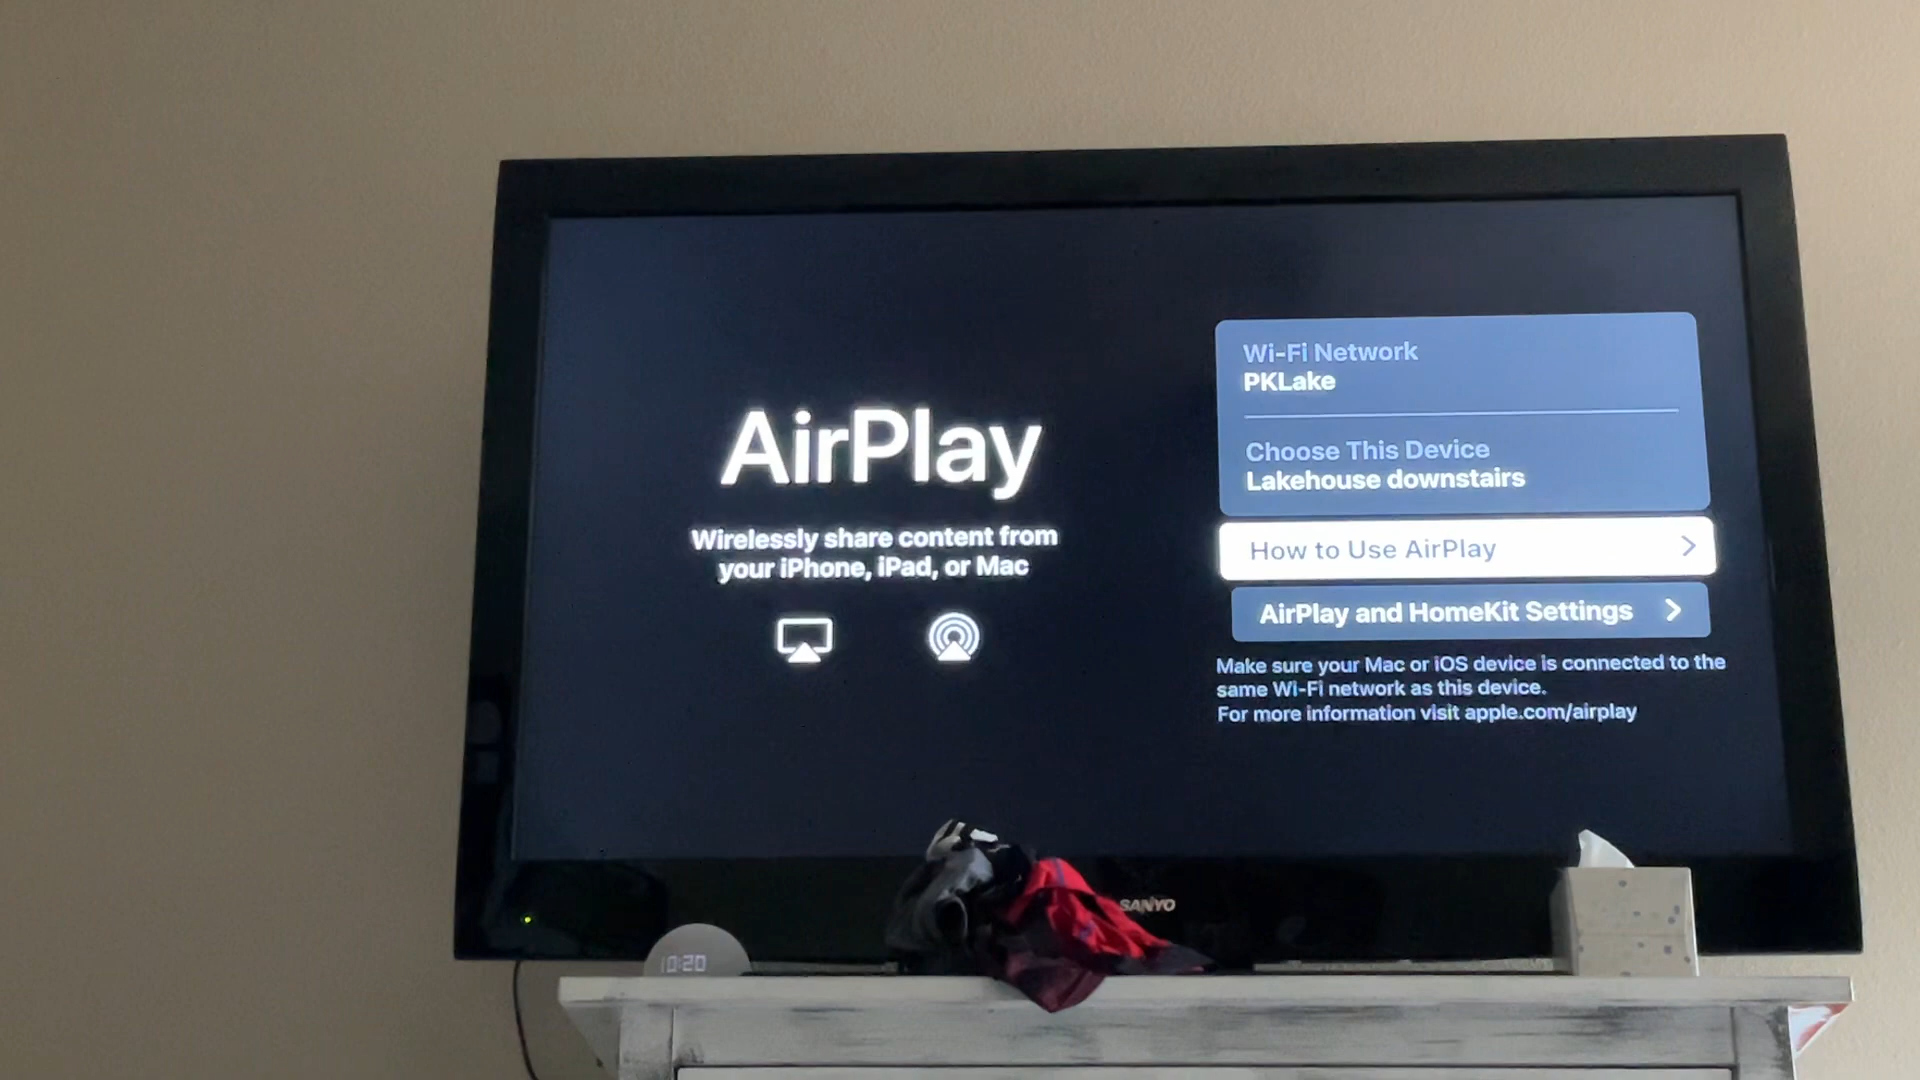 AirPlay
Wirelessly share content from
your iPhone, iPad, or Mac
Wi-Fi Network
PKLake
Choose This Device
Lakehouse downstairs
How to Use AirPlay
AirPlay and HomeKit Settings
Make sure your Mac or iOS device is connected to the
same Wi-Fi network as this device.
For more information visit apple.com/airplay
SANYO
10:20